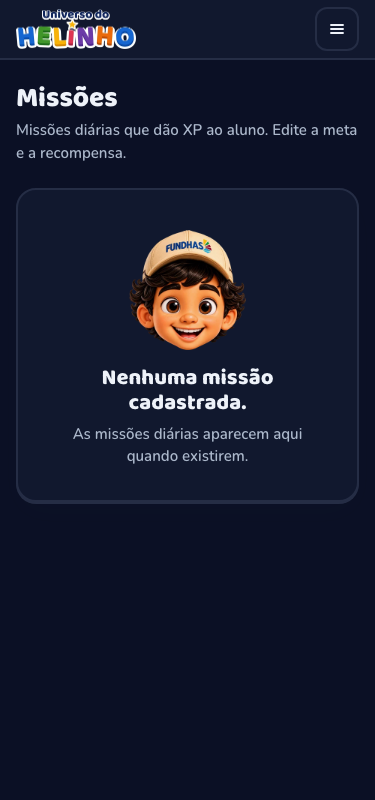 Universo do
HELINHO
Missões
Missões diárias que dão XP ao aluno. Edite a meta
e a recompensa.
FUNDHAS
Nenhuma missão
cadastrada.
As missões diárias aparecem aqui
quando existirem.